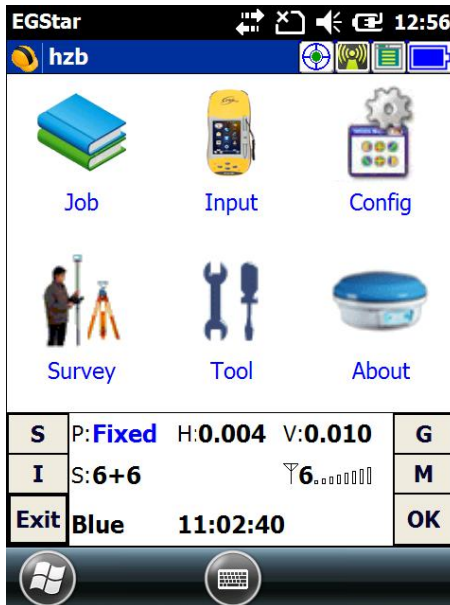 EGStar 12:56
hzb
Job Input Config
Survey Tool About
S P:Fixed H:0.004 V:0.010 G
I S:6+6 6 M
Exit Blue 11:02:40 OK